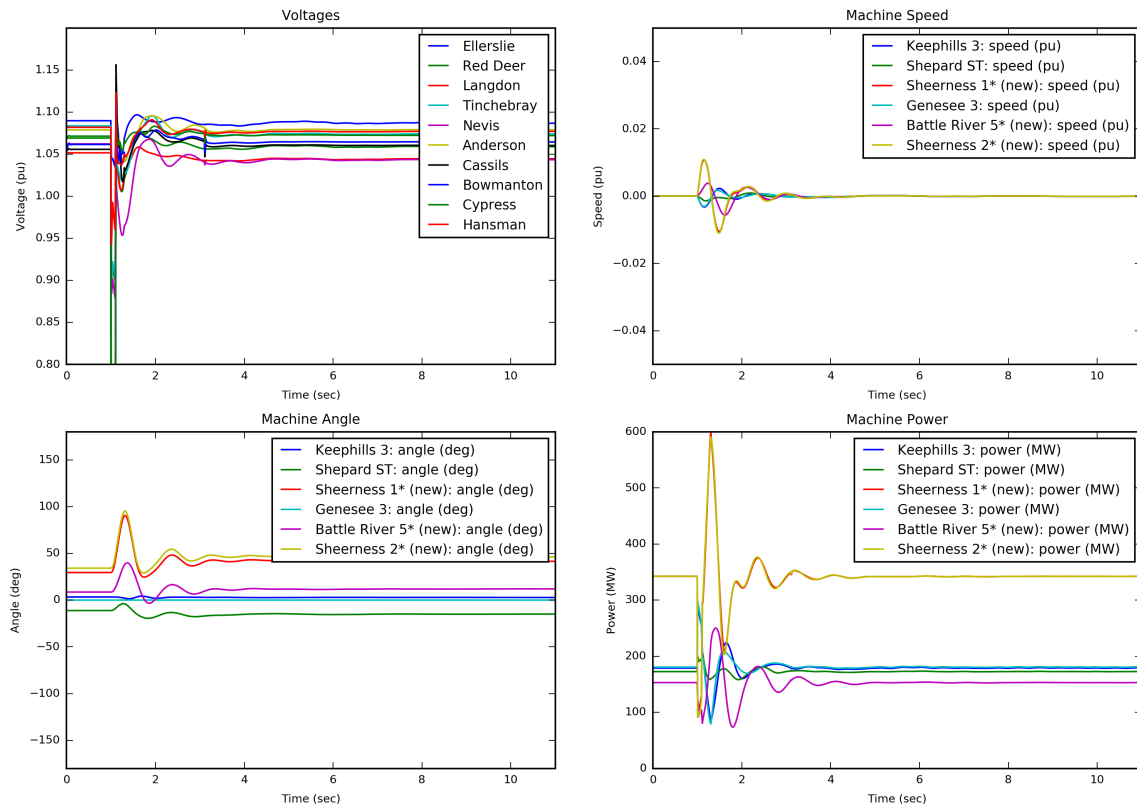 Voltages
1.15
1.10
1.05
1.00
0.95
0.90
0.85
0.80
Voltage (pu)
Ellerslie
Red Deer
Langdon
Tinchebray
Nevis
Anderson
Cassils
Bowmanton
Cypress
Hansman
0 2 4 6 8 10
Time (sec)
Machine Speed
0.04
0.02
0.00
−0.02
−0.04
Speed (pu)
Keephills 3: speed (pu)
Shepard ST: speed (pu)
Sheerness 1* (new): speed (pu)
Genesee 3: speed (pu)
Battle River 5* (new): speed (pu)
Sheerness 2* (new): speed (pu)
0 2 4 6 8 10
Time (sec)
Machine Angle
150
100
50
0
−50
−100
−150
Angle (deg)
Keephills 3: angle (deg)
Shepard ST: angle (deg)
Sheerness 1* (new): angle (deg)
Genesee 3: angle (deg)
Battle River 5* (new): angle (deg)
Sheerness 2* (new): angle (deg)
0 2 4 6 8 10
Time (sec)
Machine Power
600
500
400
300
200
100
0
Power (MW)
Keephills 3: power (MW)
Shepard ST: power (MW)
Sheerness 1* (new): power (MW)
Genesee 3: power (MW)
Battle River 5* (new): power (MW)
Sheerness 2* (new): power (MW)
0 2 4 6 8 10
Time (sec)